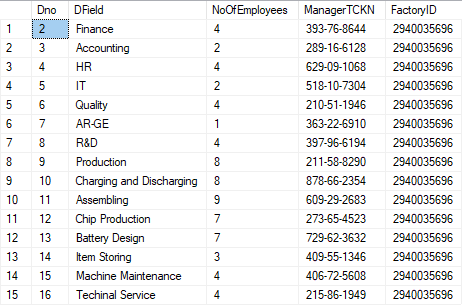 Dno DField NoOfEmployees ManagerTCKN FactoryID
1 2 Finance 4 393-76-8644 2940035696
2 3 Accounting 2 289-16-6128 2940035696
3 4 HR 4 629-09-1068 2940035696
4 5 IT 2 518-10-7304 2940035696
5 6 Quality 4 210-51-1946 2940035696
6 7 AR-GE 1 363-22-6910 2940035696
7 8 R&D 4 397-96-6194 2940035696
8 9 Production 8 211-58-8290 2940035696
9 10 Charging and Discharging 8 878-66-2354 2940035696
10 11 Assembling 9 609-29-2683 2940035696
11 12 Chip Production 7 273-65-4523 2940035696
12 13 Battery Design 7 729-62-3632 2940035696
13 14 Item Storing 3 409-55-1346 2940035696
14 15 Machine Maintenance 4 406-72-5608 2940035696
15 16 Techinal Service 4 215-86-1949 2940035696